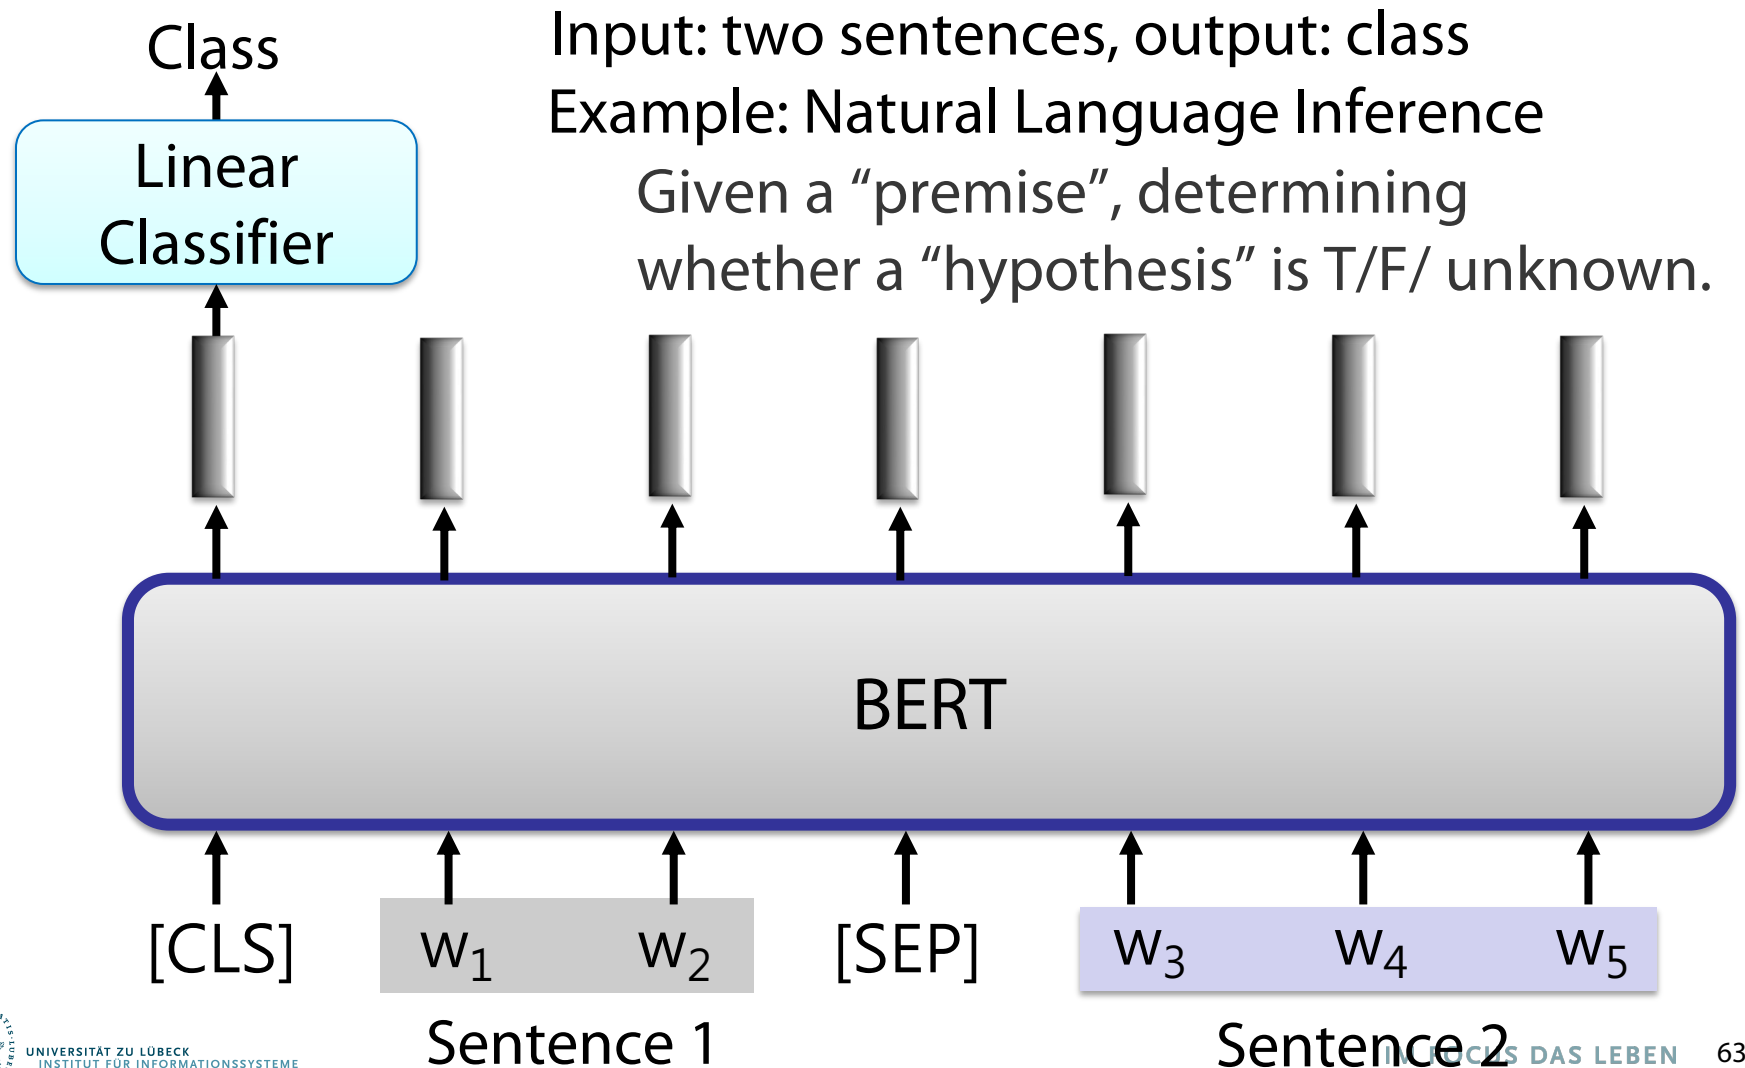 Class
Input: two sentences, output: class
Example: Natural Language Inference
Given a “premise”, determining
whether a “hypothesis” is T/F/ unknown.
Linear
Classifier
BERT
[CLS] w1 w2 [SEP] w3 w4 w5
Sentence 1 Sentence 2
UNIVERSITÄT ZU LÜBECK
INSTITUT FÜR INFORMATIONSSYSTEME
IM FOCUS DAS LEBEN 63